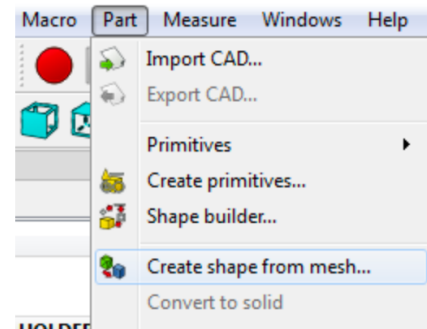 Macro Part Measure Windows Help
Import CAD...
Export CAD...
Primitives
Create primitives...
Shape builder...
Create shape from mesh...
Convert to solid